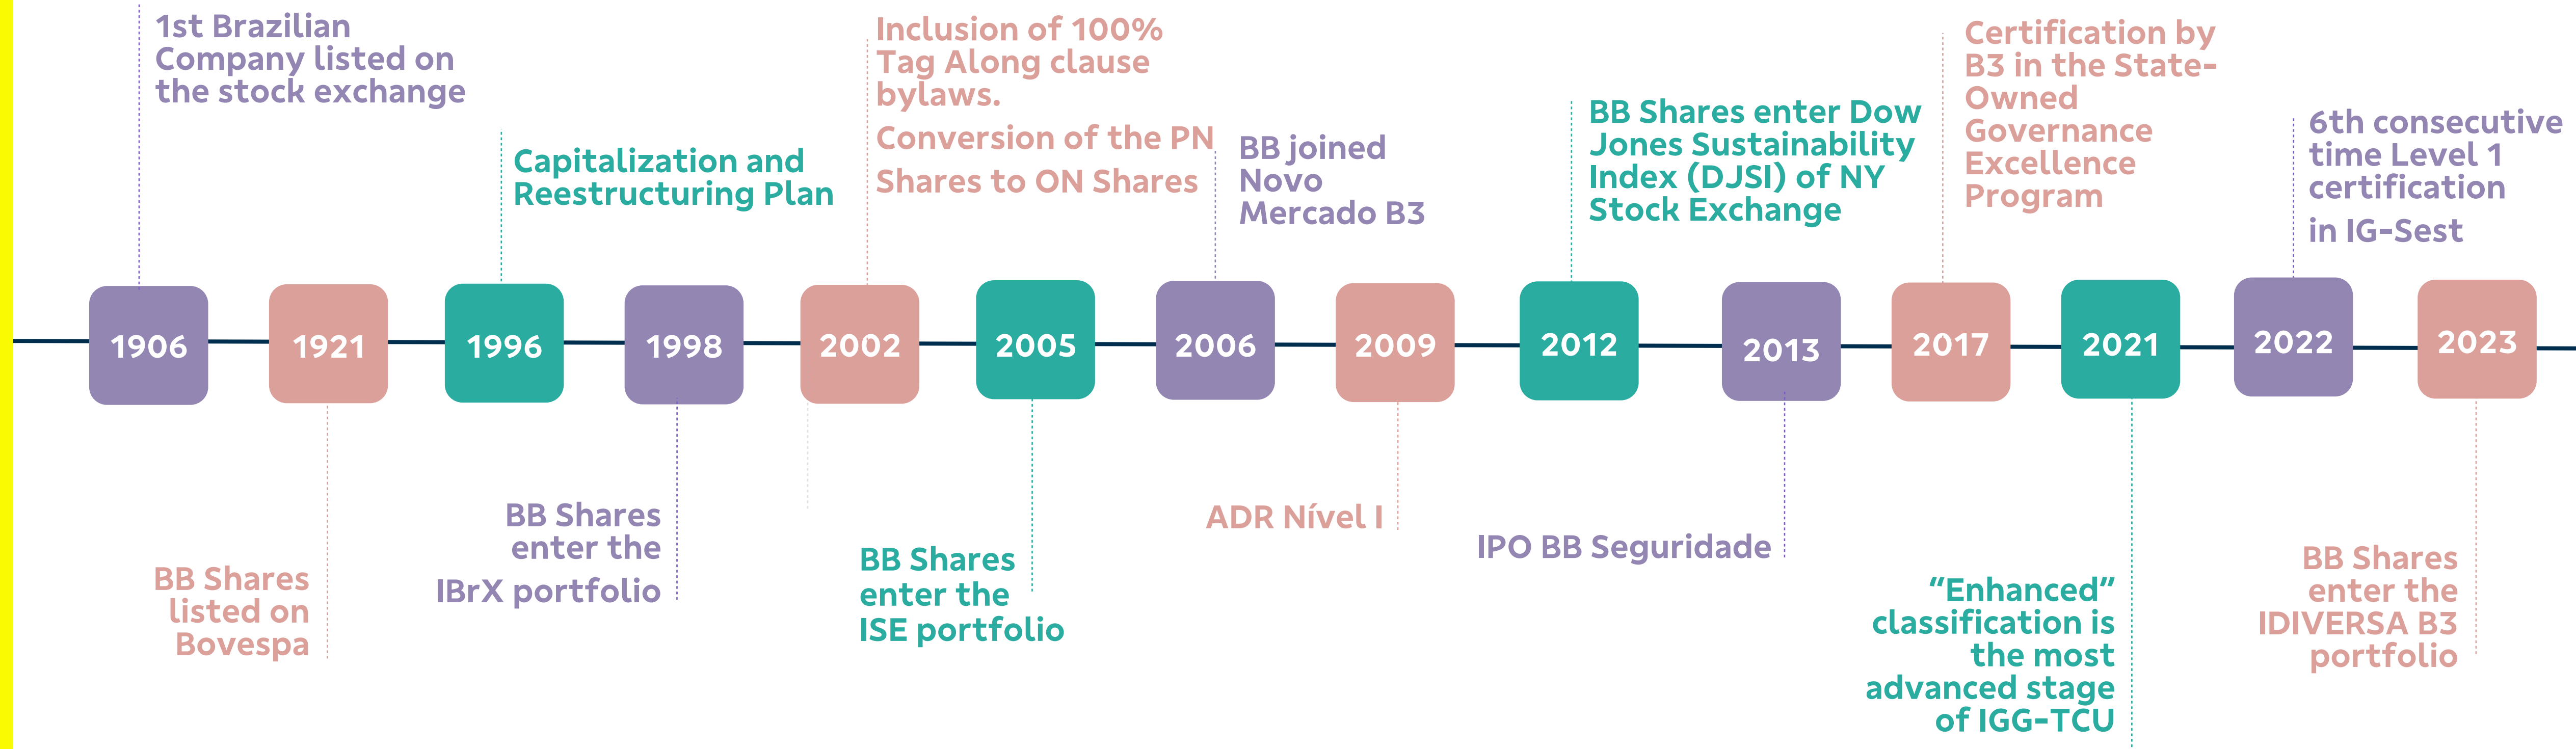 1st Brazilian
Company listed on
the stock exchange
Capitalization and
Reestructuring Plan
Inclusion of 100%
Tag Along clause
bylaws.
Conversion of the PN
Shares to ON Shares
BB joined
Novo
Mercado B3
BB Shares enter Dow
Jones Sustainability
Index (DJSI) of NY
Stock Exchange
Certification by
B3 in the State-
Owned
Governance
Excellence
Program
6th consecutive
time Level 1
certification
in IG-Sest
1906
1921
1996
1998
2002
2005
2006
2009
2012
2013
2017
2021
2022
2023
BB Shares
listed on
Bovespa
BB Shares
enter the
IBrX portfolio
BB Shares
enter the
ISE portfolio
ADR Nível I
IPO BB Seguridade
“Enhanced”
classification is
the most
advanced stage
of IGG-TCU
BB Shares
enter the
IDIVERSA B3
portfolio